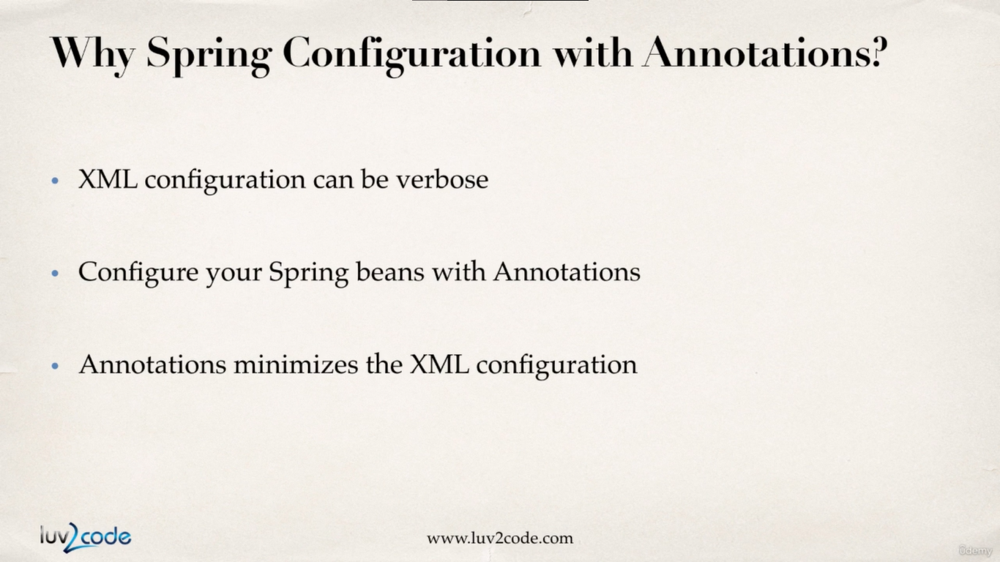 Why Spring Configuration with Annotations?
• XML configuration can be verbose
• Configure your Spring beans with Annotations
• Annotations minimizes the XML configuration
luv2code
www.luv2code.com
ûdemy